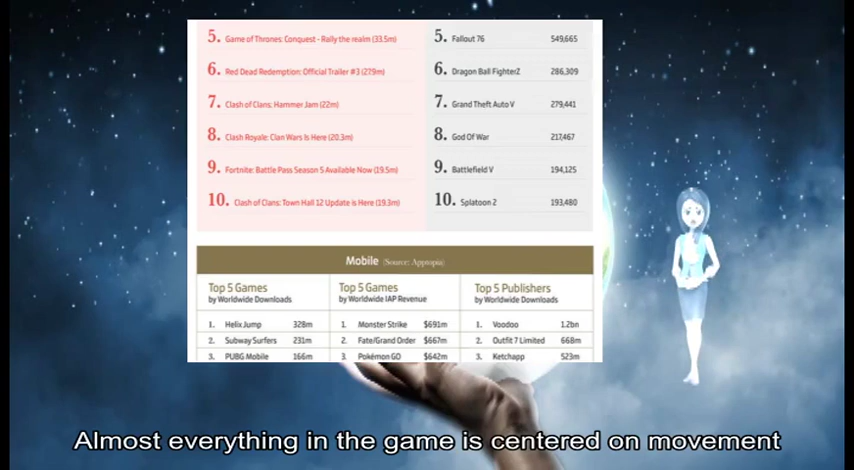 5. Game of Thrones: Conquest - Rally the realm (33.5m)
6. Red Dead Redemption: Official Trailer #3 (27.9m)
7. Clash of Clans: Hammer Jam (22m)
8. Clash Royale: Clan Wars Is Here (20.3m)
9. Fortnite: Battle Pass Season 5 Available Now (19.5m)
10. Clash of Clans: Town Hall 12 Update is Here (19.3m)
5. Fallout 76 549,665
6. Dragon Ball FighterZ 286,309
7. Grand Theft Auto V 279,441
8. God Of War 217,467
9. Battlefield V 194,125
10. Splatoon 2 193,480
Mobile (Source: Apptopia)
Top 5 Games
by Worldwide Downloads
1. Helix Jump 328m
2. Subway Surfers 231m
3. PUBG Mobile 166m
Top 5 Games
by Worldwide IAP Revenue
1. Monster Strike $691m
2. Fate/Grand Order $667m
3. Pokémon GO $642m
Top 5 Publishers
by Worldwide Downloads
1. Voodoo 1.2bn
2. Outfit 7 Limited 668m
3. Ketchapp 523m
Almost everything in the game is centered on movement